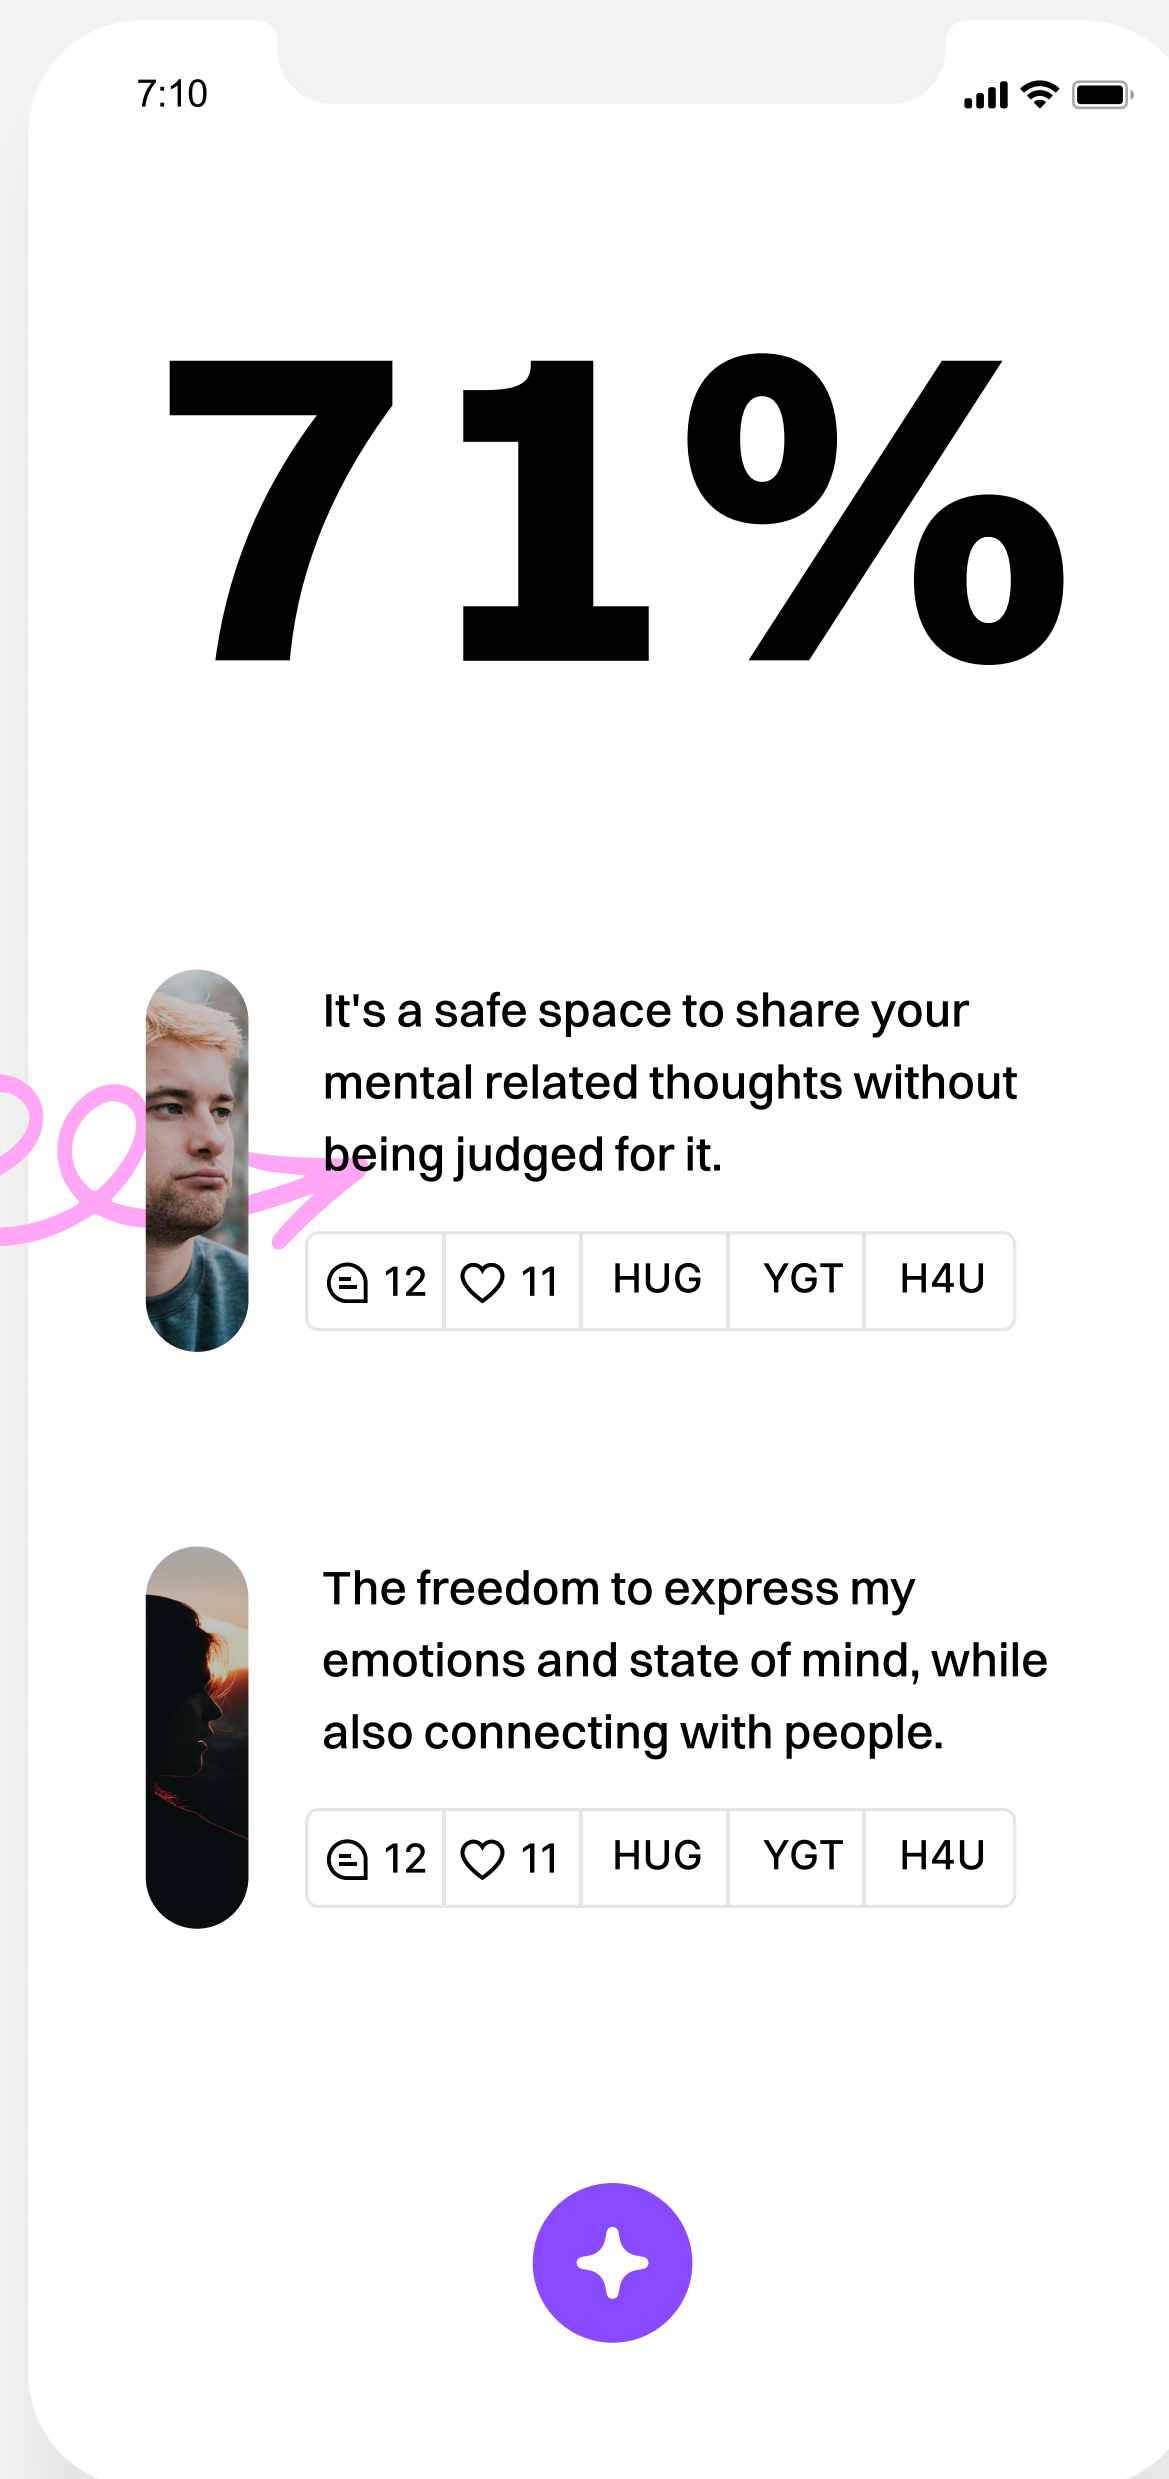 7:10
71%
It's a safe space to share your
mental related thoughts without
being judged for it.
12 11 HUG YGT H4U
The freedom to express my
emotions and state of mind, while
also connecting with people.
12 11 HUG YGT H4U